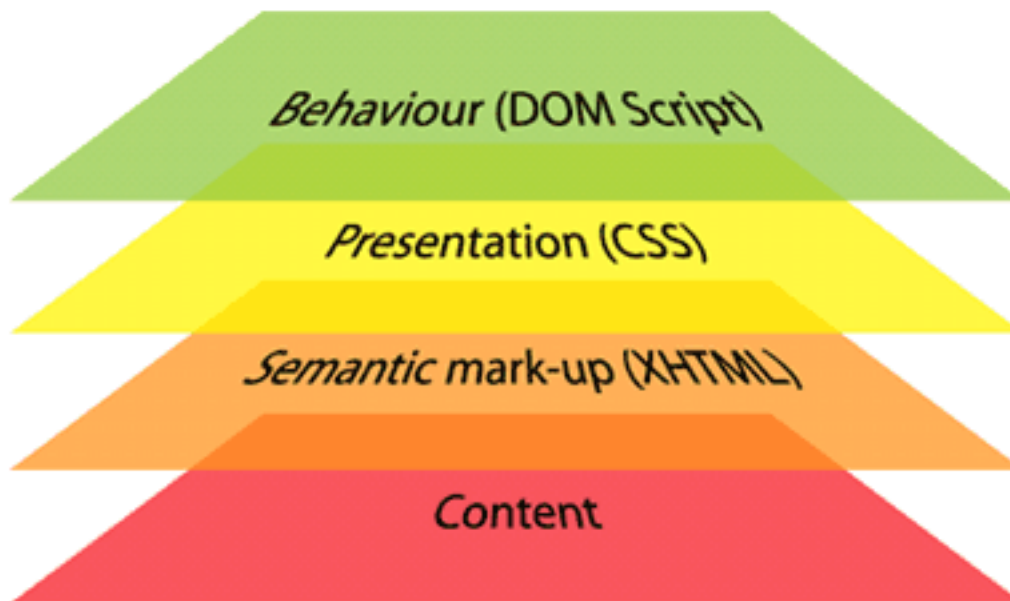 Behaviour (DOM Script)
Presentation (CSS)
Semantic mark-up (XHTML)
Content